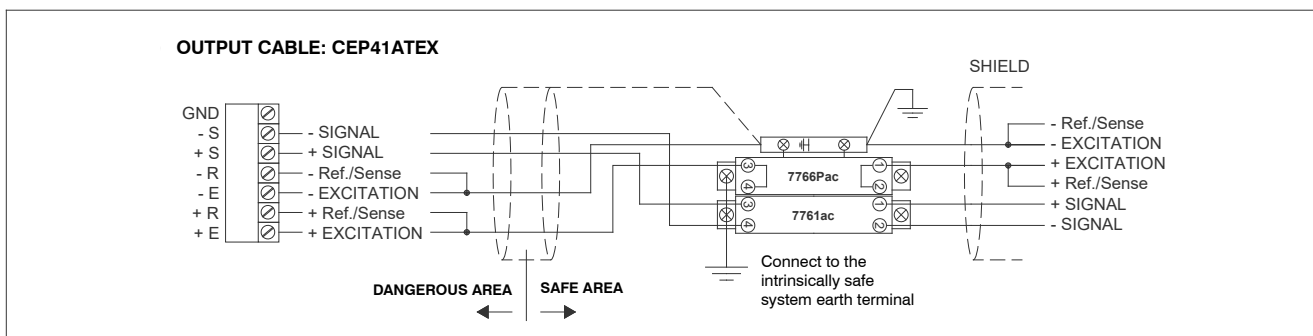 OUTPUT CABLE: CEP41ATEX
SHIELD
GND
- S
+ S
- R
- E
+ R
+ E
- SIGNAL
+ SIGNAL
- Ref./Sense
- EXCITATION
+ Ref./Sense
+ EXCITATION
3
4
7766Pac
1
2
3
4
7761ac
1
2
- Ref./Sense
- EXCITATION
+ EXCITATION
+ Ref./Sense
+ SIGNAL
- SIGNAL
Connect to the
intrinsically safe
system earth terminal
DANGEROUS AREA
SAFE AREA